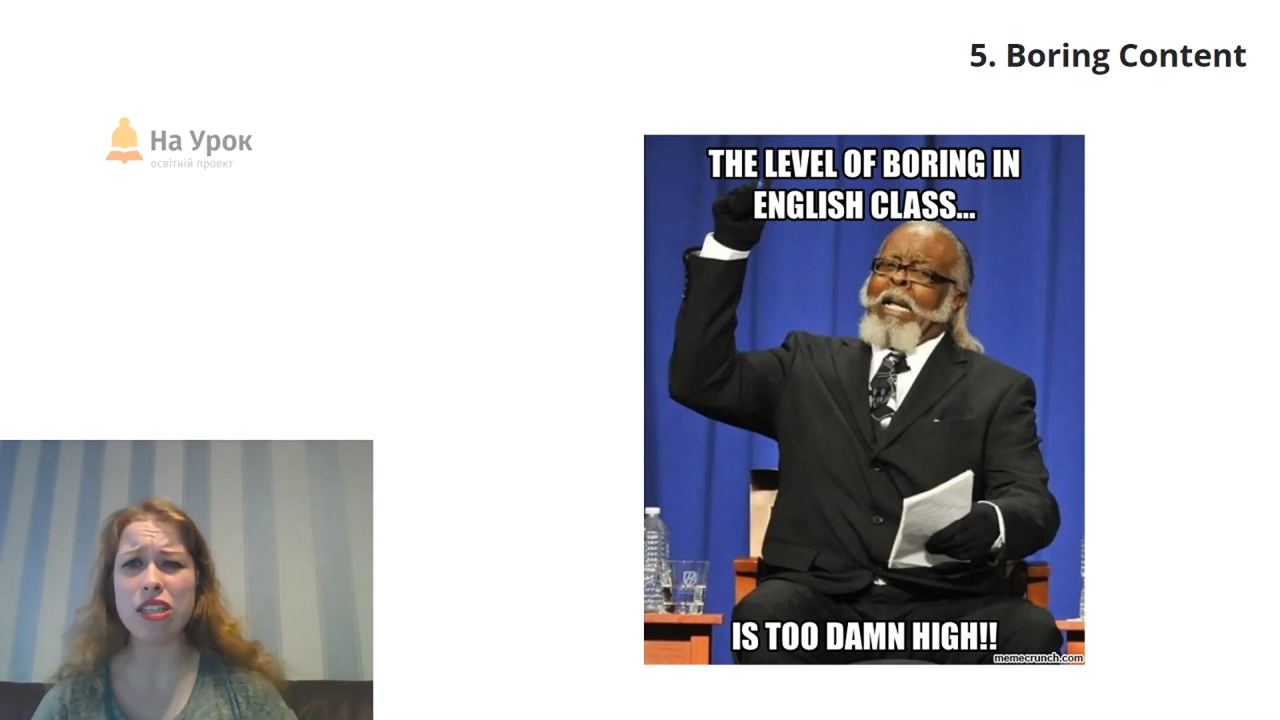 5. Boring Content
На Урок
освітній проект
THE LEVEL OF BORING IN
ENGLISH CLASS...
IS TOO DAMN HIGH!!
memecrunch.com